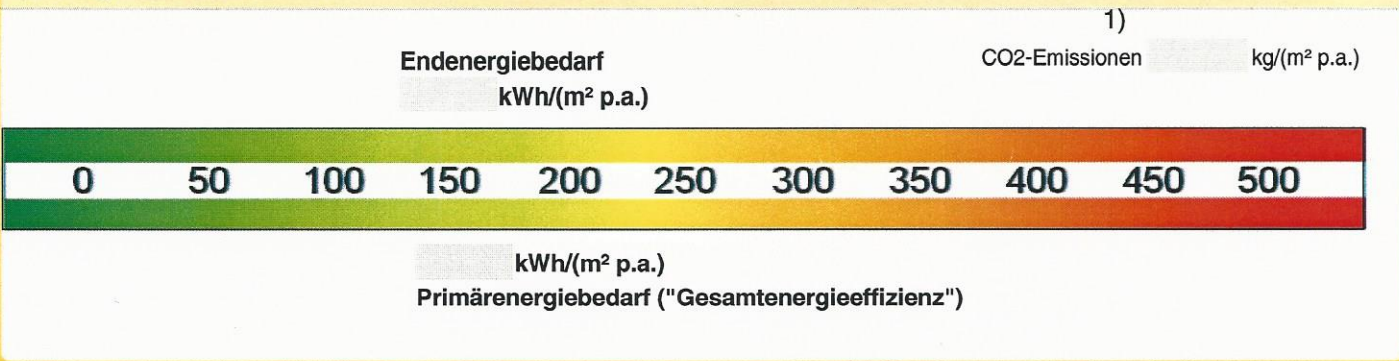 1)
Endenergiebedarf
CO2-Emissionen kg/(m² p.a.)
kWh/(m² p.a.)
0 50 100 150 200 250 300 350 400 450 500
kWh/(m² p.a.)
Primärenergiebedarf ("Gesamtenergieeffizienz")